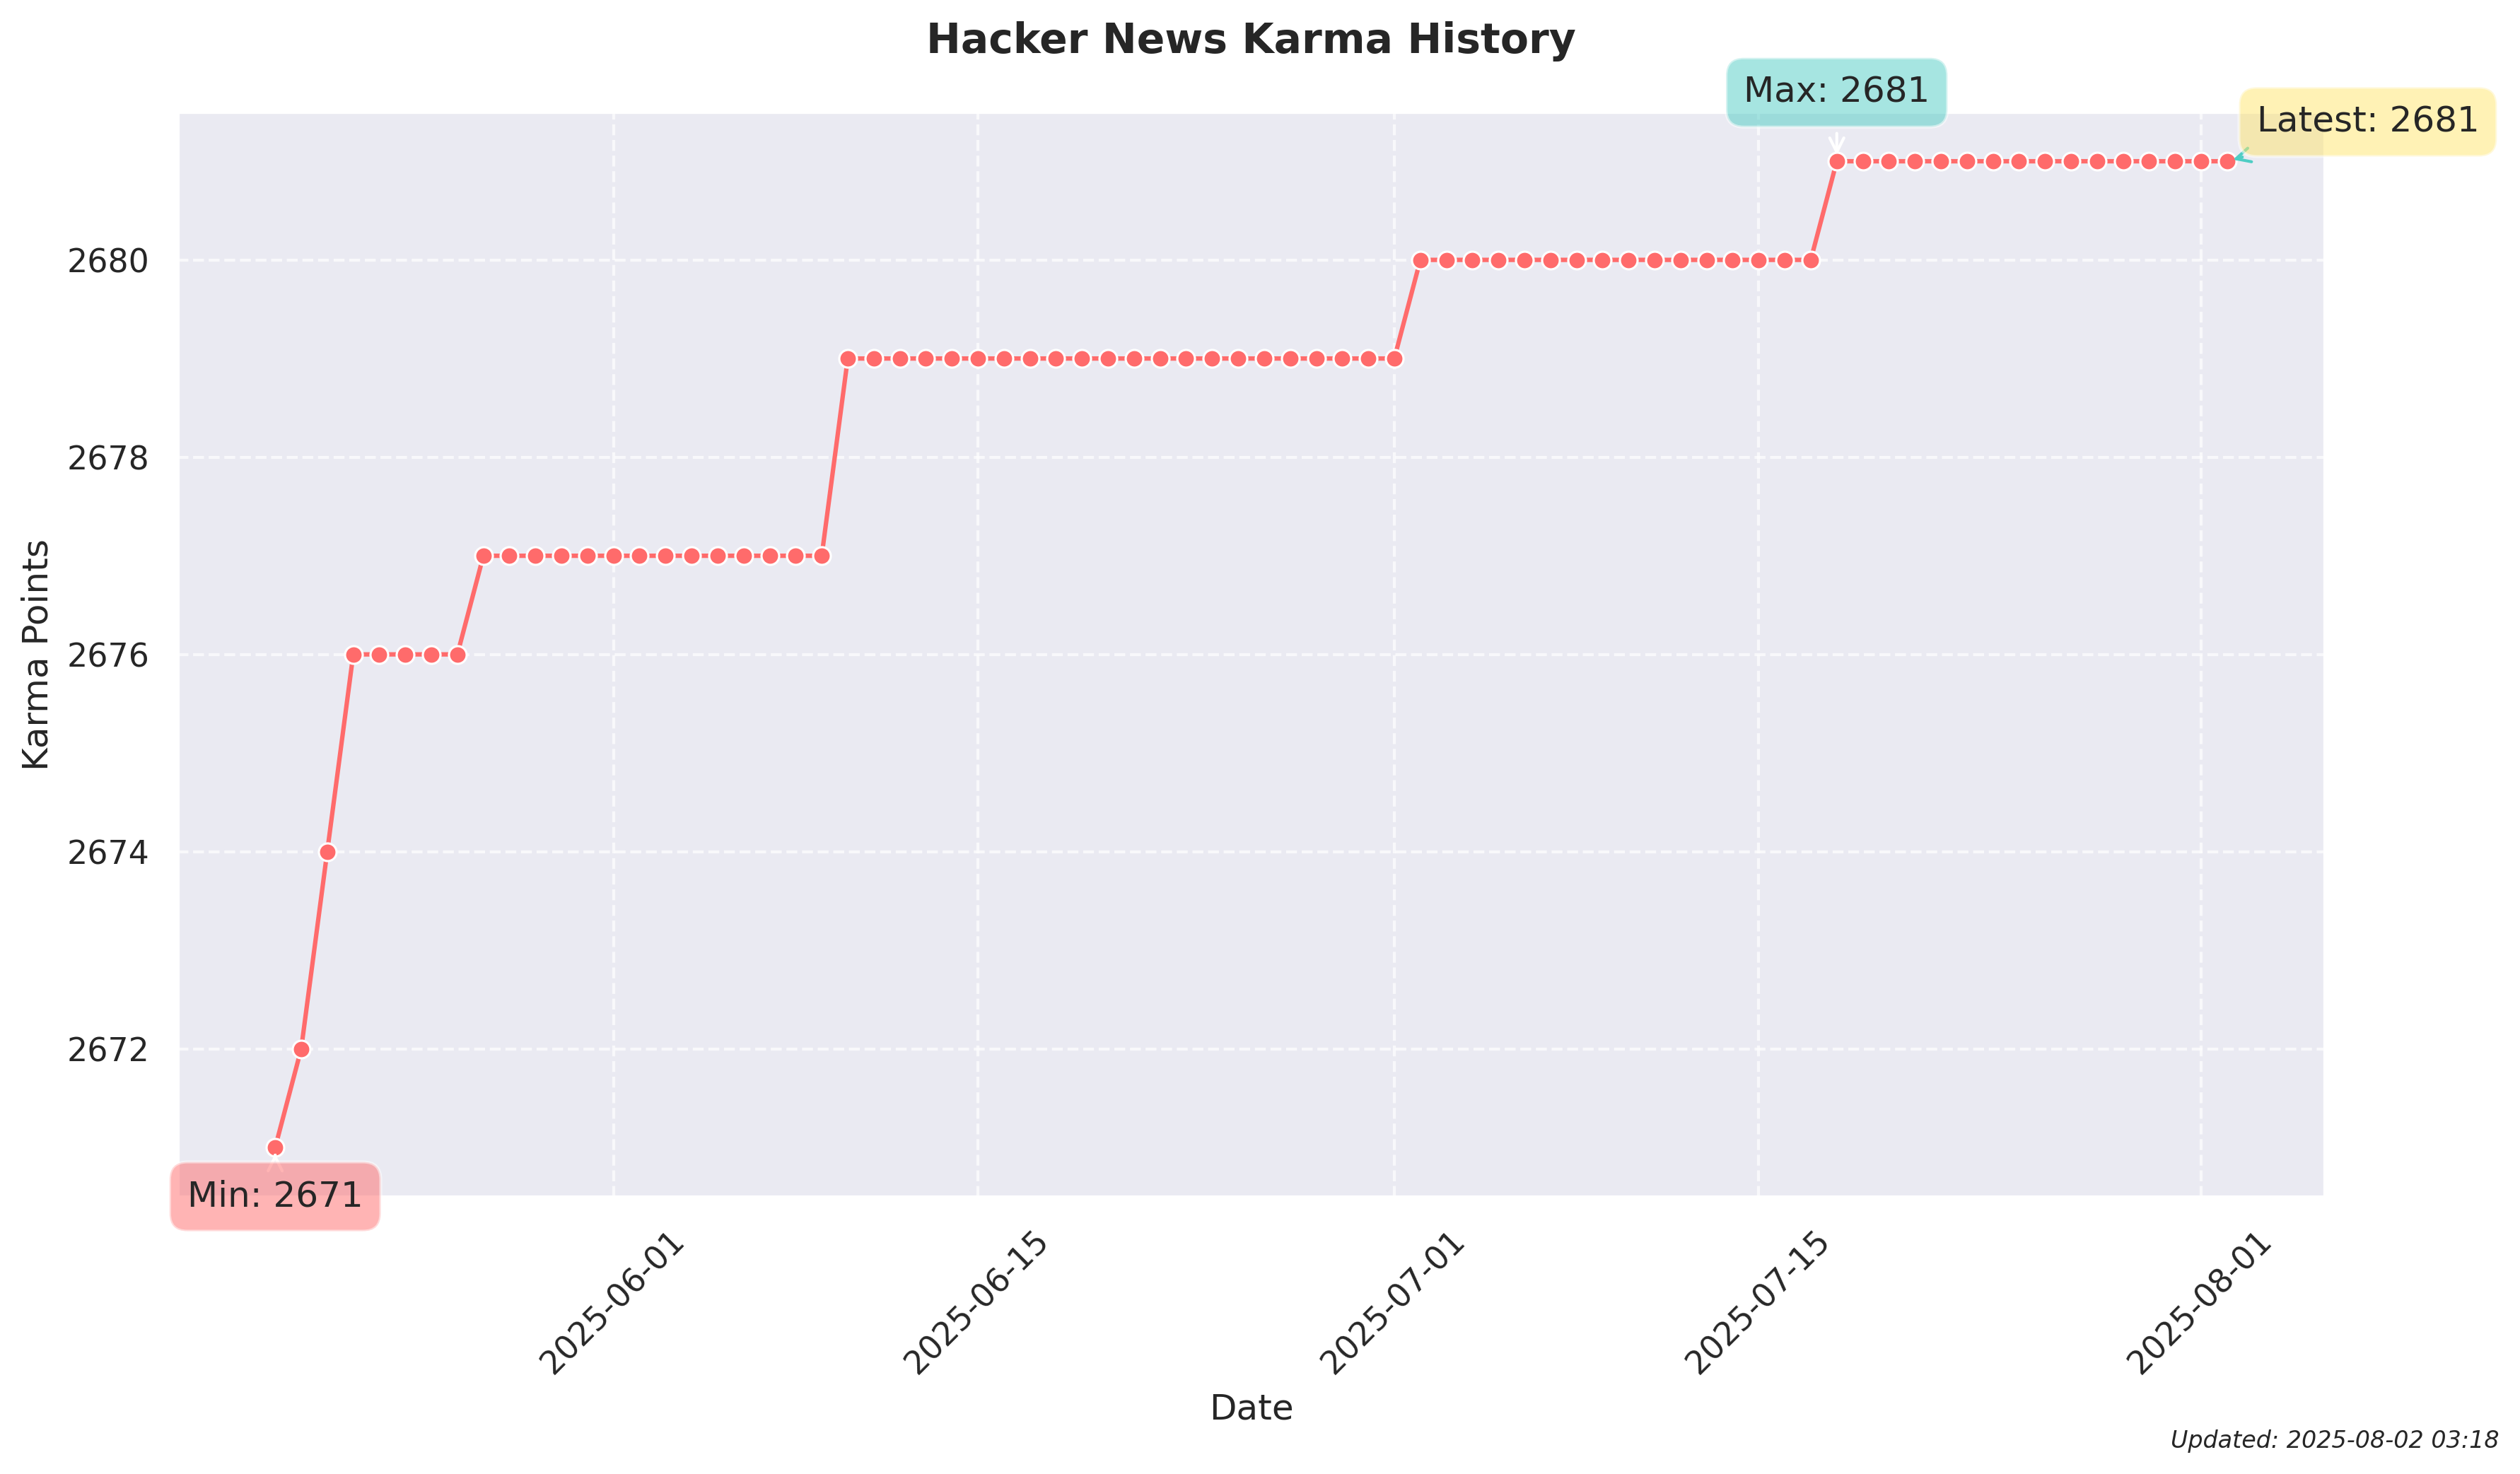 Hacker News Karma History
Max: 2681
Latest: 2681
2680
2678
2676
2674
2672
Karma Points
Min: 2671
2025-06-01
2025-06-15
2025-07-01
2025-07-15
2025-08-01
Date
Updated: 2025-08-02 03:18